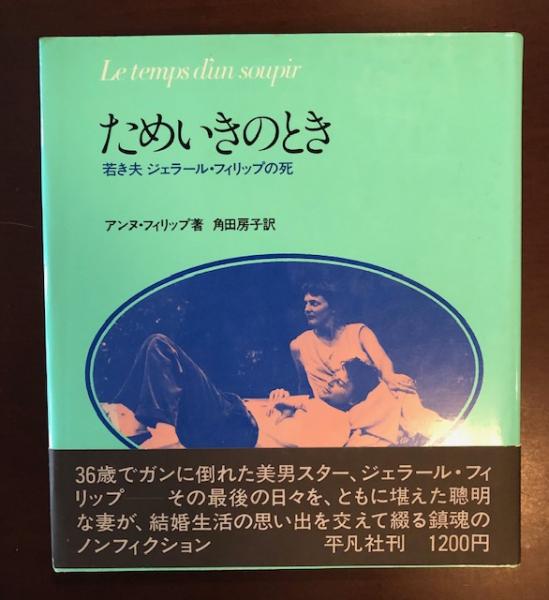 Le temps d'un soupir
ためいきのとき
若き夫 ジェラール・フィリップの死
アンヌ・フィリップ著 角田房子訳
36歳でガンに倒れた美男スター、ジェラール・フィ
リップ——その最後の日々を、ともに堪えた聰明
な妻が、結婚生活の思い出を交えて綴る鎮魂の
ノンフィクション 平凡社刊 1200円